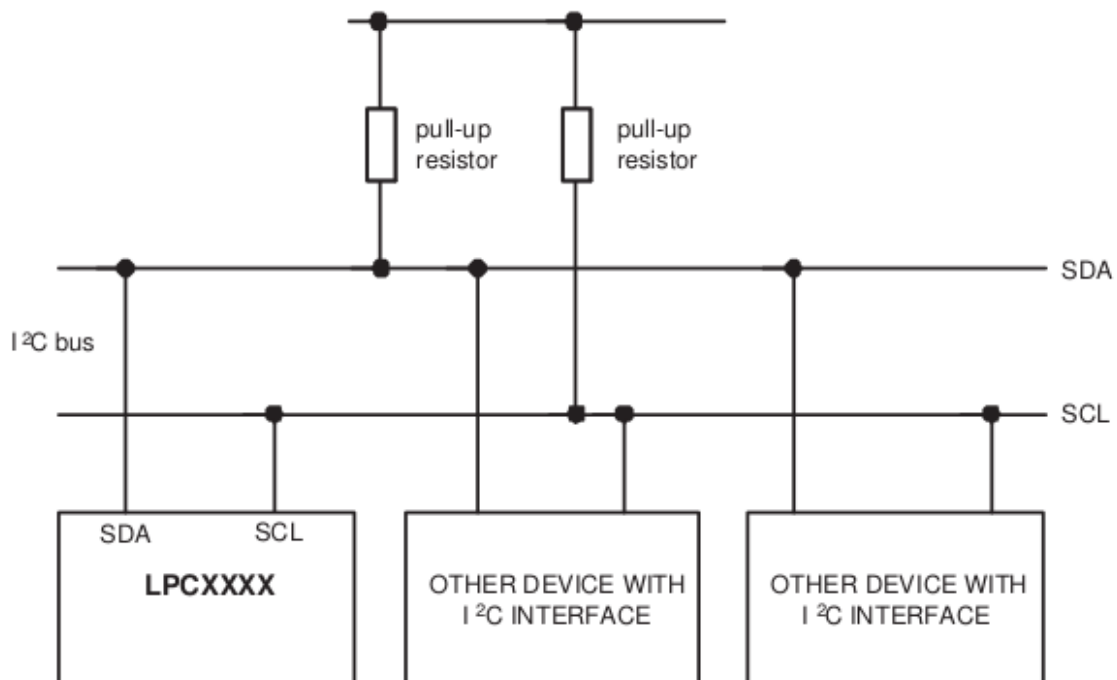 pull-up
resistor
pull-up
resistor
SDA
I²C bus
SCL
SDA
SCL
LPCXXXX
OTHER DEVICE WITH
I²C INTERFACE
OTHER DEVICE WITH
I²C INTERFACE